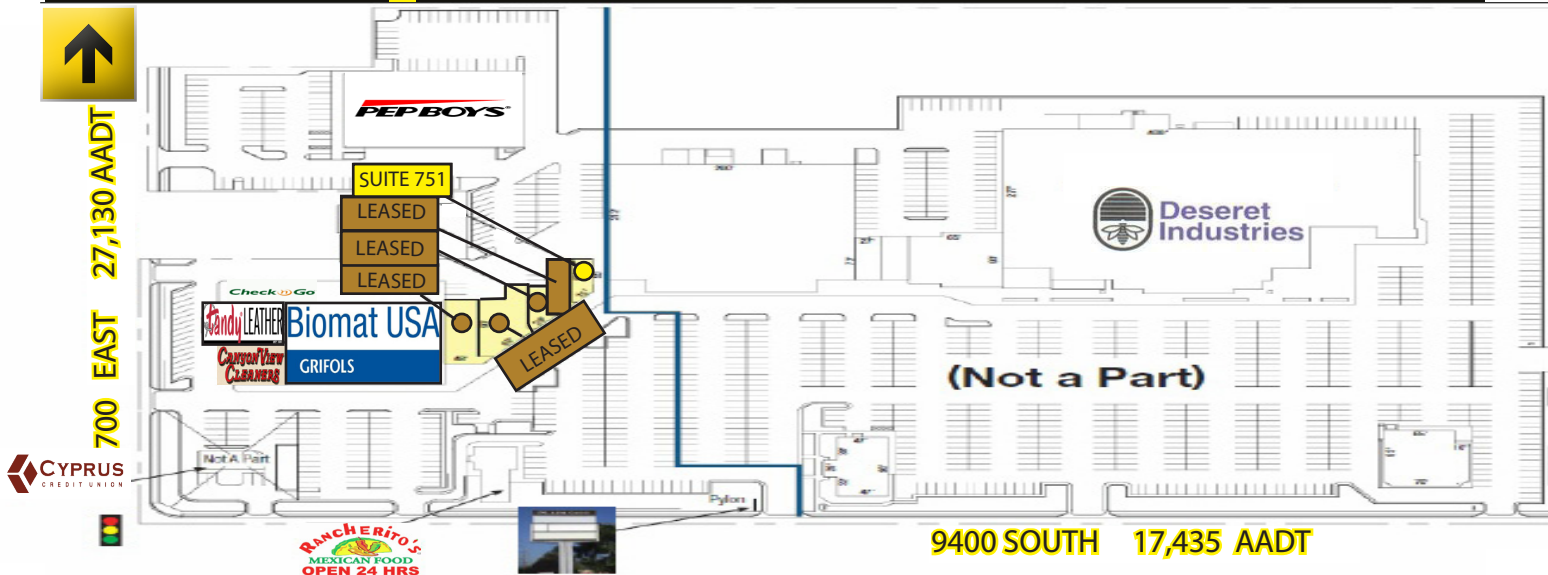 PEP BOYS
SUITE 751
LEASED
LEASED
LEASED
LEASED
27,130 AADT
700 EAST
Check n Go
Tandy LEATHER
Biomat USA
GRIFOLS
CANYON VIEW
CLEANERS
Deseret
Industries
(Not a Part)
Not A Part
CYPRUS
CREDIT UNION
Pylon
RANCHERITO'S
MEXICAN FOOD
OPEN 24 HRS
9400 SOUTH 17,435 AADT